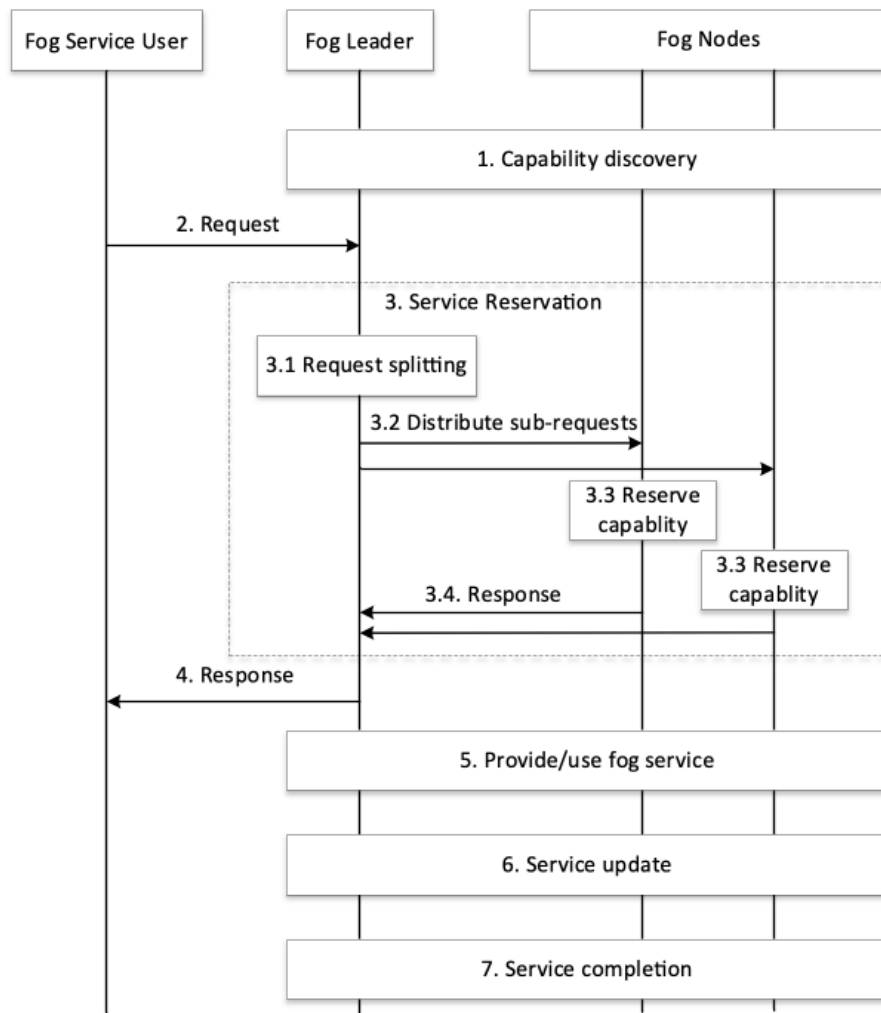 Fog Service User
Fog Leader
Fog Nodes
1. Capability discovery
2. Request
3. Service Reservation
3.1 Request splitting
3.2 Distribute sub-requests
3.3 Reserve
capablity
3.3 Reserve
capablity
3.4. Response
4. Response
5. Provide/use fog service
6. Service update
7. Service completion